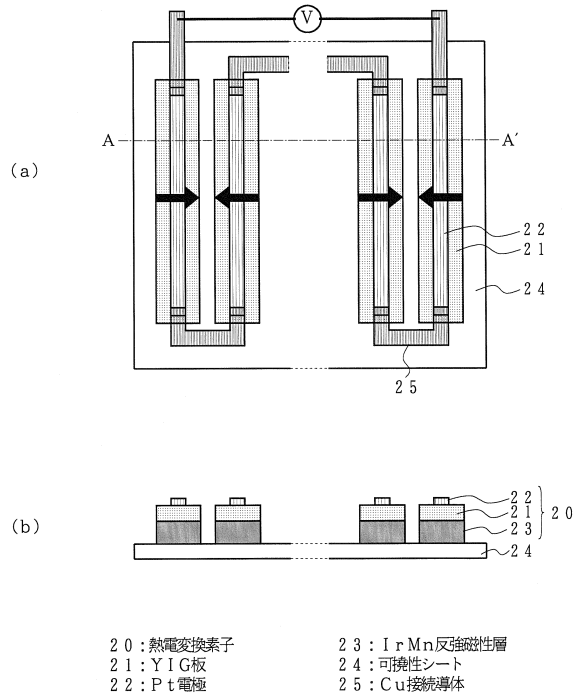 V
A
A′
(a)
２２
２１
２４
２５
(b)
２２
２１
２３
２０
２４
２０：熱電変換素子
２１：ＹＩＧ板
２２：Ｐｔ電極
２３：ＩｒＭｎ反強磁性層
２４：可撓性シート
２５：Ｃｕ接続導体